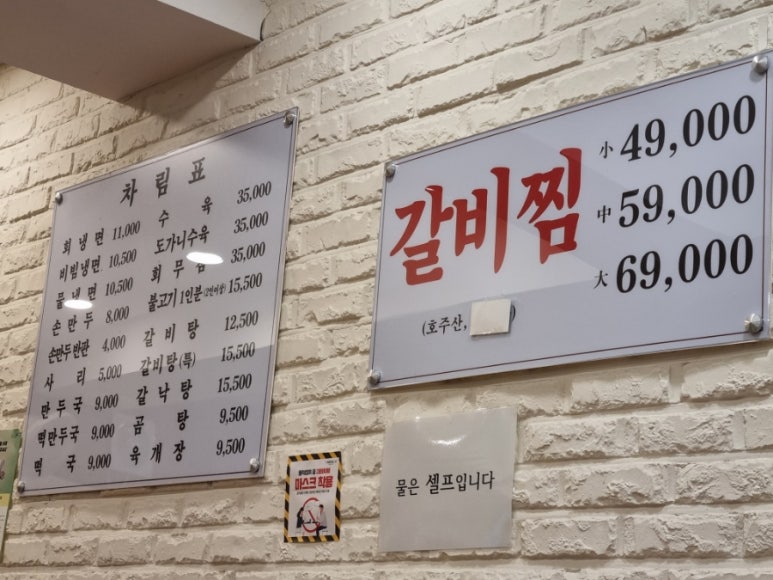 차림표
회냉면 11,000 수육 35,000
비빔냉면 10,500 도가니수육 35,000
물냉면 10,500 회무침 35,000
손만두 8,000 불고기 1인분(2인이상) 15,500
손만두반판 4,000 갈비탕 12,500
사리 5,000 갈비탕(특) 15,500
만두국 9,000 갈낙탕 15,500
떡만두국 9,000 곰탕 9,500
떡국 9,000 육개장 9,500
갈비찜
小 49,000
中 59,000
大 69,000
(호주산, )
마스크 착용
물은 셀프입니다